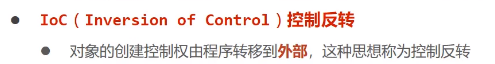 IoC（Inversion of Control）控制反转
对象的创建控制权由程序转移到外部，这种思想称为控制反转